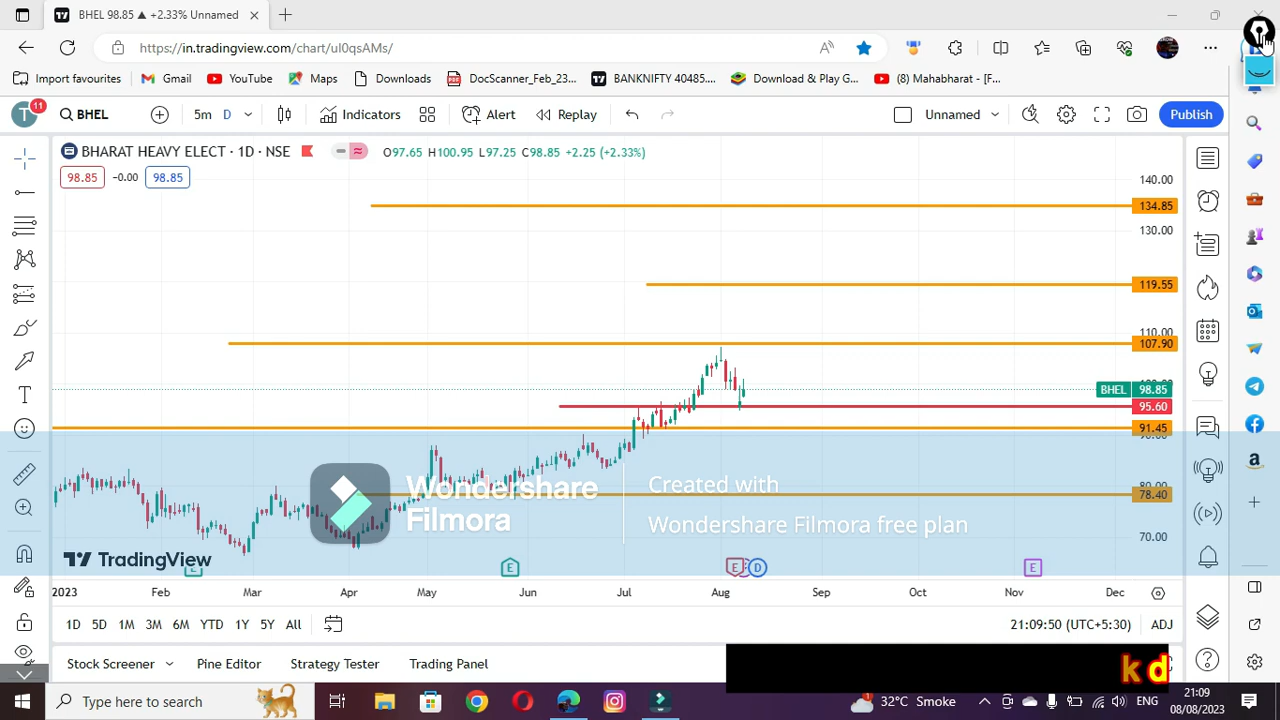 BHEL 98.85 ▲ +2.33% Unnamed
https://in.tradingview.com/chart/uI0qsAMs/
Import favourites Gmail YouTube Maps Downloads DocScanner_Feb_23... BANKNIFTY 40485.... Download & Play G... (8) Mahabharat - [F...
T 11 BHEL 5m D Indicators Alert Replay Unnamed Publish
BHARAT HEAVY ELECT · 1D · NSE O97.65 H100.95 L97.25 C98.85 +2.25 (+2.33%)
98.85 -0.00 98.85
140.00
134.85
130.00
119.55
110.00
107.90
BHEL 98.85
95.60
91.45
80.00
78.40
70.00
Wondershare
Filmora
Created with
Wondershare Filmora free plan
TradingView
E E E D E
2023 Feb Mar Apr May Jun Jul Aug Sep Oct Nov Dec
1D 5D 1M 3M 6M YTD 1Y 5Y All 21:09:50 (UTC+5:30) ADJ
Stock Screener Pine Editor Strategy Tester Trading Panel
k d
Type here to search 32°C Smoke ENG 21:09
08/08/2023